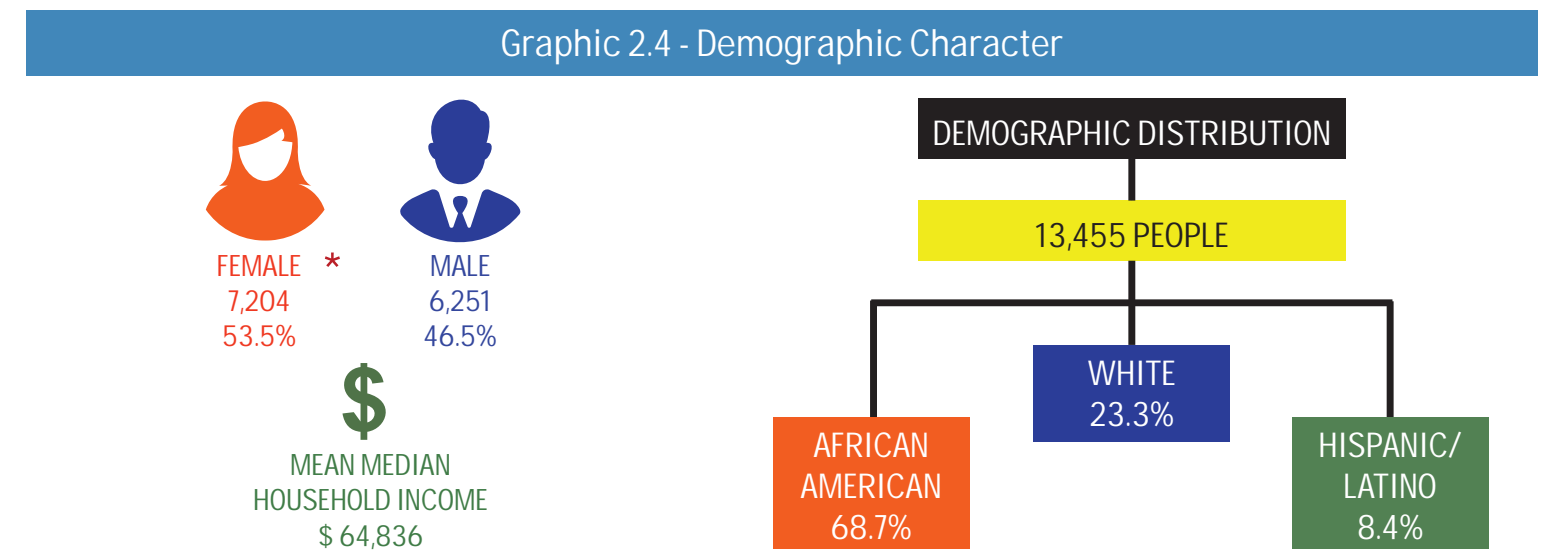 Graphic 2.4 - Demographic Character
FEMALE *
7,204
53.5%
MALE
6,251
46.5%
$
MEAN MEDIAN
HOUSEHOLD INCOME
$ 64,836
DEMOGRAPHIC DISTRIBUTION
13,455 PEOPLE
AFRICAN
AMERICAN
68.7%
WHITE
23.3%
HISPANIC/
LATINO
8.4%